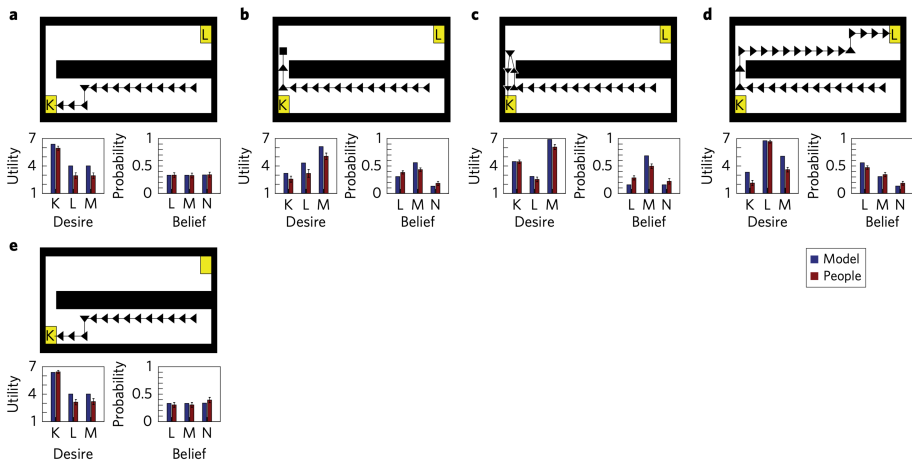 a
L
K
7
4
1
Utility
K L M
Desire
1
0.5
0
Probability
L M N
Belief
b
L
K
7
4
1
Utility
K L M
Desire
1
0.5
0
Probability
L M N
Belief
c
L
K
7
4
1
Utility
K L M
Desire
1
0.5
0
Probability
L M N
Belief
d
L
K
7
4
1
Utility
K L M
Desire
1
0.5
0
Probability
L M N
Belief
e
K
7
4
1
Utility
K L M
Desire
1
0.5
0
Probability
L M N
Belief
Model
People